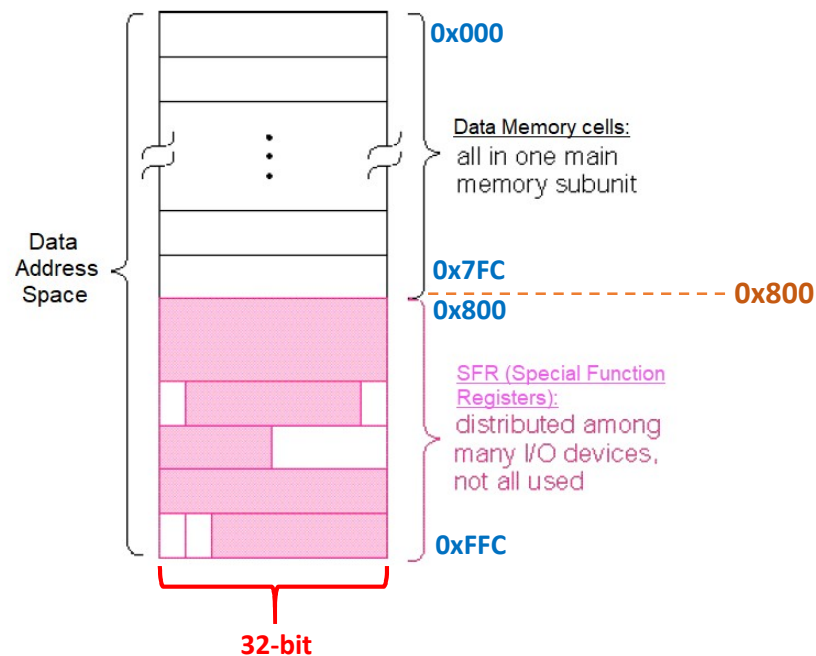 0x000
Data Memory cells:
all in one main
memory subunit
Data
Address
Space
0x7FC
0x800
0x800
SFR (Special Function
Registers):
distributed among
many I/O devices,
not all used
0xFFC
32-bit